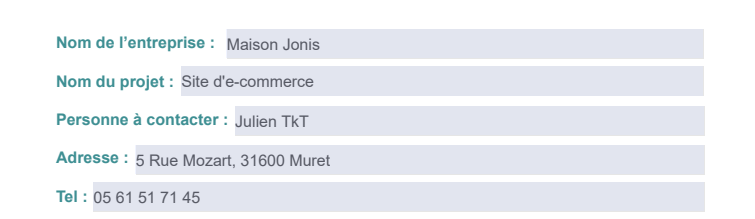 Nom de l’entreprise : Maison Jonis
Nom du projet : Site d'e-commerce
Personne à contacter : Julien TkT
Adresse : 5 Rue Mozart, 31600 Muret
Tel : 05 61 51 71 45